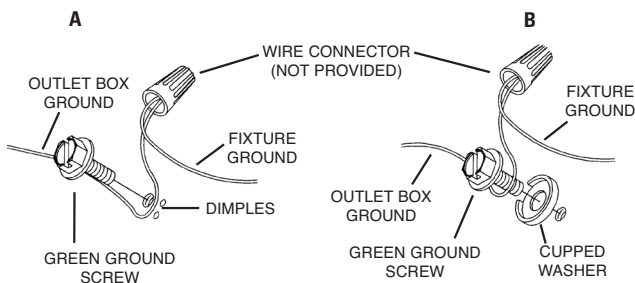 A
B
WIRE CONNECTOR
(NOT PROVIDED)
OUTLET BOX
GROUND
FIXTURE
GROUND
DIMPLES
GREEN GROUND
SCREW
FIXTURE
GROUND
OUTLET BOX
GROUND
GREEN GROUND
SCREW
CUPPED
WASHER